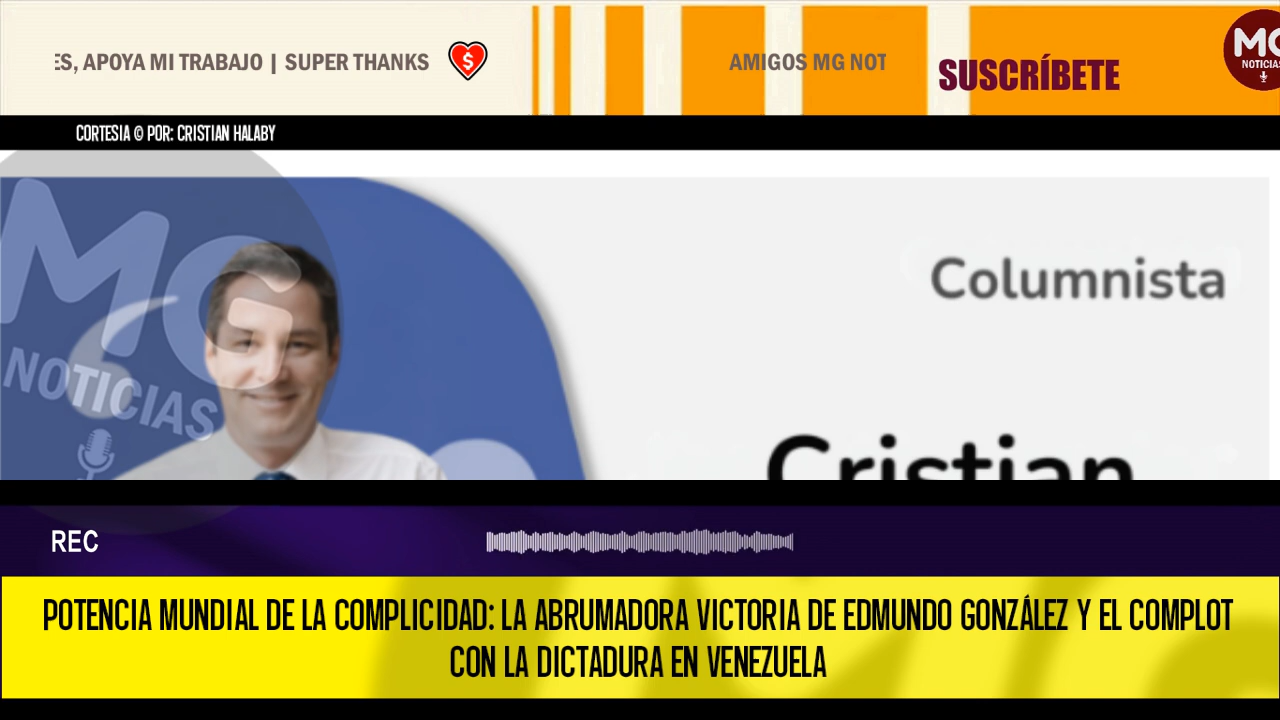 ES, APOYA MI TRABAJO | SUPER THANKS
AMIGOS MG NOT
SUSCRÍBETE
MG
NOTICIAS
CORTESIA © POR: CRISTIAN HALABY
MG
NOTICIAS
Columnista
Cristian
REC
POTENCIA MUNDIAL DE LA COMPLICIDAD: LA ABRUMADORA VICTORIA DE EDMUNDO GONZÁLEZ Y EL COMPLOT
CON LA DICTADURA EN VENEZUELA